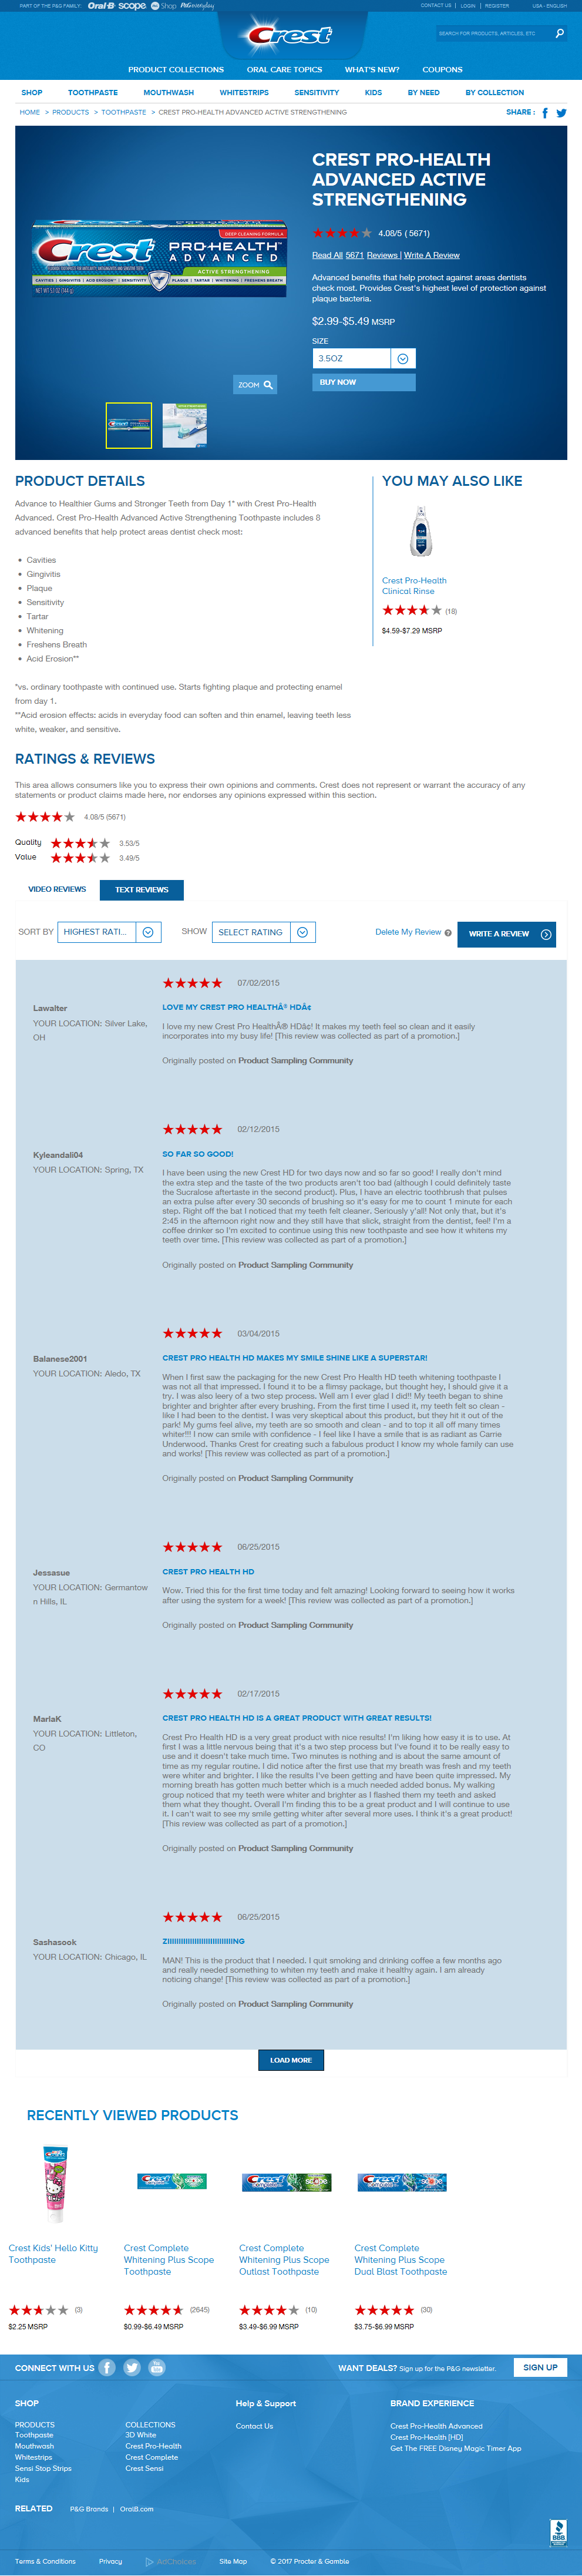 PART OF THE P&G FAMILY: Oral-B scope Shop P&G everyday
CONTACT US | LOGIN | REGISTER USA - ENGLISH
Crest
SEARCH FOR PRODUCTS, ARTICLES, ETC
PRODUCT COLLECTIONS ORAL CARE TOPICS WHAT'S NEW? COUPONS
SHOP TOOTHPASTE MOUTHWASH WHITESTRIPS SENSITIVITY KIDS BY NEED BY COLLECTION
HOME > PRODUCTS > TOOTHPASTE > CREST PRO-HEALTH ADVANCED ACTIVE STRENGTHENING
SHARE :
CREST PRO-HEALTH
ADVANCED ACTIVE
STRENGTHENING
4.08/5 ( 5671)
Read All 5671 Reviews | Write A Review
Advanced benefits that help protect against areas dentists
check most. Provides Crest's highest level of protection against
plaque bacteria.
$2.99-$5.49 MSRP
SIZE
3.5OZ
BUY NOW
DEEP CLEANING FORMULA
Crest PRO-HEALTH
ADVANCED
ACTIVE STRENGTHENING
CAVITIES | GINGIVITIS | ACID EROSION | SENSITIVITY | PLAQUE | TARTAR | WHITENING | FRESHENS BREATH
NET WT 5.1 OZ (144 g)
ZOOM
PRODUCT DETAILS
Advance to Healthier Gums and Stronger Teeth from Day 1* with Crest Pro-Health
Advanced. Crest Pro-Health Advanced Active Strengthening Toothpaste includes 8
advanced benefits that help protect areas dentist check most:
• Cavities
• Gingivitis
• Plaque
• Sensitivity
• Tartar
• Whitening
• Freshens Breath
• Acid Erosion**
*vs. ordinary toothpaste with continued use. Starts fighting plaque and protecting enamel
from day 1.
**Acid erosion effects: acids in everyday food can soften and thin enamel, leaving teeth less
white, weaker, and sensitive.
YOU MAY ALSO LIKE
Crest Pro-Health
Clinical Rinse
(18)
$4.59-$7.29 MSRP
RATINGS & REVIEWS
This area allows consumers like you to express their own opinions and comments. Crest does not represent or warrant the accuracy of any
statements or product claims made here, nor endorses any opinions expressed within this section.
4.08/5 (5671)
Quality 3.53/5
Value 3.49/5
VIDEO REVIEWS TEXT REVIEWS
SORT BY HIGHEST RATI... SHOW SELECT RATING Delete My Review ? WRITE A REVIEW
07/02/2015
Lawalter
YOUR LOCATION: Silver Lake,
OH
LOVE MY CREST PRO HEALTHÂ® HDâ¢
I love my new Crest Pro HealthÂ® HDâ¢! It makes my teeth feel so clean and it easily
incorporates into my busy life! [This review was collected as part of a promotion.]
Originally posted on Product Sampling Community
02/12/2015
Kyleandali04
YOUR LOCATION: Spring, TX
SO FAR SO GOOD!
I have been using the new Crest HD for two days now and so far so good! I really don't mind
the extra step and the taste of the two products aren't too bad (although I could definitely taste
the Sucralose aftertaste in the second product). Plus, I have an electric toothbrush that pulses
an extra pulse every 30 seconds of brushing so it's easy for me to count 1 minute for each
step. Right off the bat I noticed that my teeth felt cleaner. Seriously y'all! Not only that, but it's
2:45 in the afternoon right now and they still have that slick, straight from the dentist, feel! I'm a
coffee drinker so I'm excited to continue using this new toothpaste and see how it whitens my
teeth over time. [This review was collected as part of a promotion.]
Originally posted on Product Sampling Community
03/04/2015
Balanese2001
YOUR LOCATION: Aledo, TX
CREST PRO HEALTH HD MAKES MY SMILE SHINE LIKE A SUPERSTAR!
When I first saw the packaging for the new Crest Pro Health HD teeth whitening toothpaste I
was not all that impressed. I found it to be a flimsy package, but thought hey, I should give it a
try. I was also leery of a two step process. Well am I ever glad I did!! My teeth began to shine
brighter and brighter after every brushing. From the first time I used it, my teeth felt so clean -
like I had been to the dentist. I was very skeptical about this product, but they hit it out of the
park! My gums feel alive, my teeth are so smooth and clean - and to top it all off many times
whiter!!! I now can smile with confidence - I feel like I have a smile that is as radiant as Carrie
Underwood. Thanks Crest for creating such a fabulous product I know my whole family can use
and works! [This review was collected as part of a promotion.]
Originally posted on Product Sampling Community
06/25/2015
Jessasue
YOUR LOCATION: Germantow
n Hills, IL
CREST PRO HEALTH HD
Wow. Tried this for the first time today and felt amazing! Looking forward to seeing how it works
after using the system for a week! [This review was collected as part of a promotion.]
Originally posted on Product Sampling Community
02/17/2015
MarlaK
YOUR LOCATION: Littleton,
CO
CREST PRO HEALTH HD IS A GREAT PRODUCT WITH GREAT RESULTS!
Crest Pro Health HD is a very great product with nice results! I'm liking how easy it is to use. At
first I was a little nervous being that it's a two step process but I've found it to be really easy to
use and it doesn't take much more time. Two minutes is nothing and is about the same amount of
time as my regular routine. I did notice after the first use that my breath was fresh and my teeth
were white and brighter. I like the results I've been getting and have been quite impressed. My
morning breath has gotten much better which is a much needed added bonus. My walking
group noticed that my teeth were whiter and brighter as I flashed them my teeth and asked
them what they thought. Overall I'm finding this to be a great product and I will continue to use
it. I can't wait to see my smile getting whiter after several more uses. I think it's a great product!
[This review was collected as part of a promotion.]
Originally posted on Product Sampling Community
06/25/2015
Sashasook
YOUR LOCATION: Chicago, IL
MAN! This is the product that I needed. I quit smoking and drinking coffee a few months ago
and really needed something to whiten my teeth and make it healthy again. I am already
noticing change! [This review was collected as part of a promotion.]
Originally posted on Product Sampling Community
LOAD MORE
RECENTLY VIEWED PRODUCTS
Crest Kids' Hello Kitty
Toothpaste
(3)
$2.25 MSRP
Crest Complete
Whitening Plus Scope
Toothpaste
(2645)
$0.99-$6.49 MSRP
Crest Complete
Whitening Plus Scope
Outlast Toothpaste
(10)
$3.49-$6.99 MSRP
Crest Complete
Whitening Plus Scope
Dual Blast Toothpaste
(30)
$3.75-$6.99 MSRP
CONNECT WITH US
WANT DEALS? Sign up for the P&G newsletter. SIGN UP
SHOP
PRODUCTS
Toothpaste
Mouthwash
Whitestrips
Sensi Stop Strips
Kids
COLLECTIONS
3D White
Crest Pro-Health
Crest Complete
Crest Sensi
Help & Support
Contact Us
BRAND EXPERIENCE
Crest Pro-Health Advanced
Crest Pro-Health [HD]
Get The FREE Disney Magic Timer App
RELATED P&G Brands | OralB.com
BBB
Terms & Conditions Privacy AdChoices Site Map © 2017 Procter & Gamble